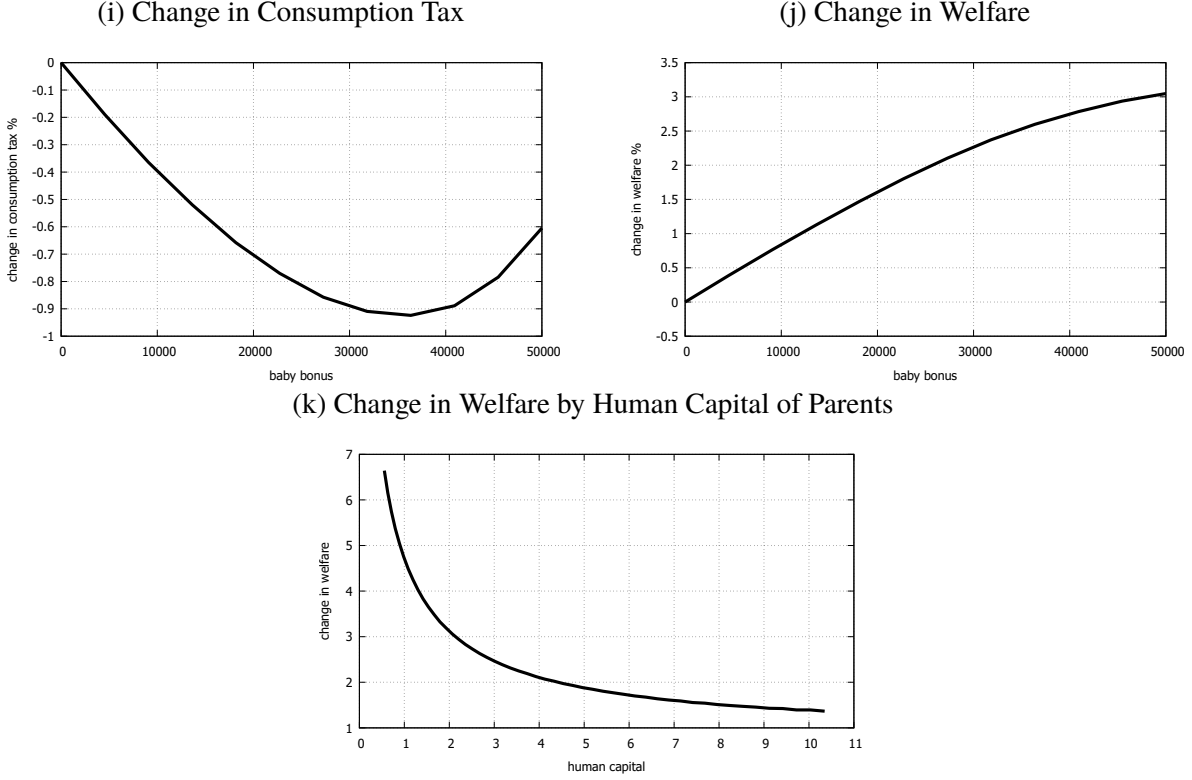 (i) Change in Consumption Tax
(j) Change in Welfare
0
-0.1
-0.2
-0.3
-0.4
-0.5
-0.6
-0.7
-0.8
-0.9
-1
change in consumption tax %
0 10000 20000 30000 40000 50000
baby bonus
3.5
3
2.5
2
1.5
1
0.5
0
-0.5
change in welfare %
0 10000 20000 30000 40000 50000
baby bonus
(k) Change in Welfare by Human Capital of Parents
7
6
5
4
3
2
1
change in welfare
0 1 2 3 4 5 6 7 8 9 10 11
human capital